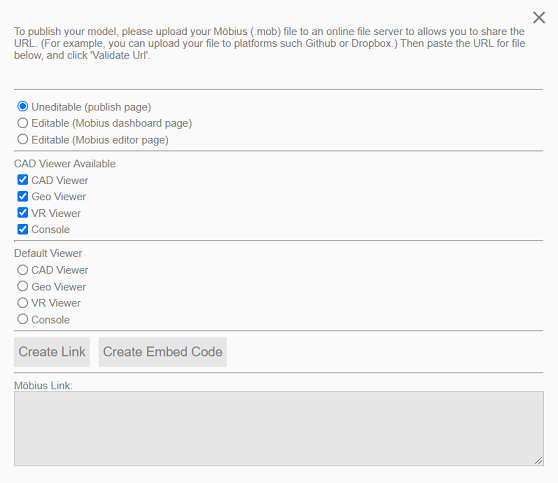 To publish your model, please upload your Möbius (.mob) file to an online file server to allows you to share the
URL. (For example, you can upload your file to platforms such Github or Dropbox.) Then paste the URL for file
below, and click 'Validate Url'.
Uneditable (publish page)
Editable (Mobius dashboard page)
Editable (Mobius editor page)
CAD Viewer Available
CAD Viewer
Geo Viewer
VR Viewer
Console
Default Viewer
CAD Viewer
Geo Viewer
VR Viewer
Console
Create Link Create Embed Code
Möbius Link: